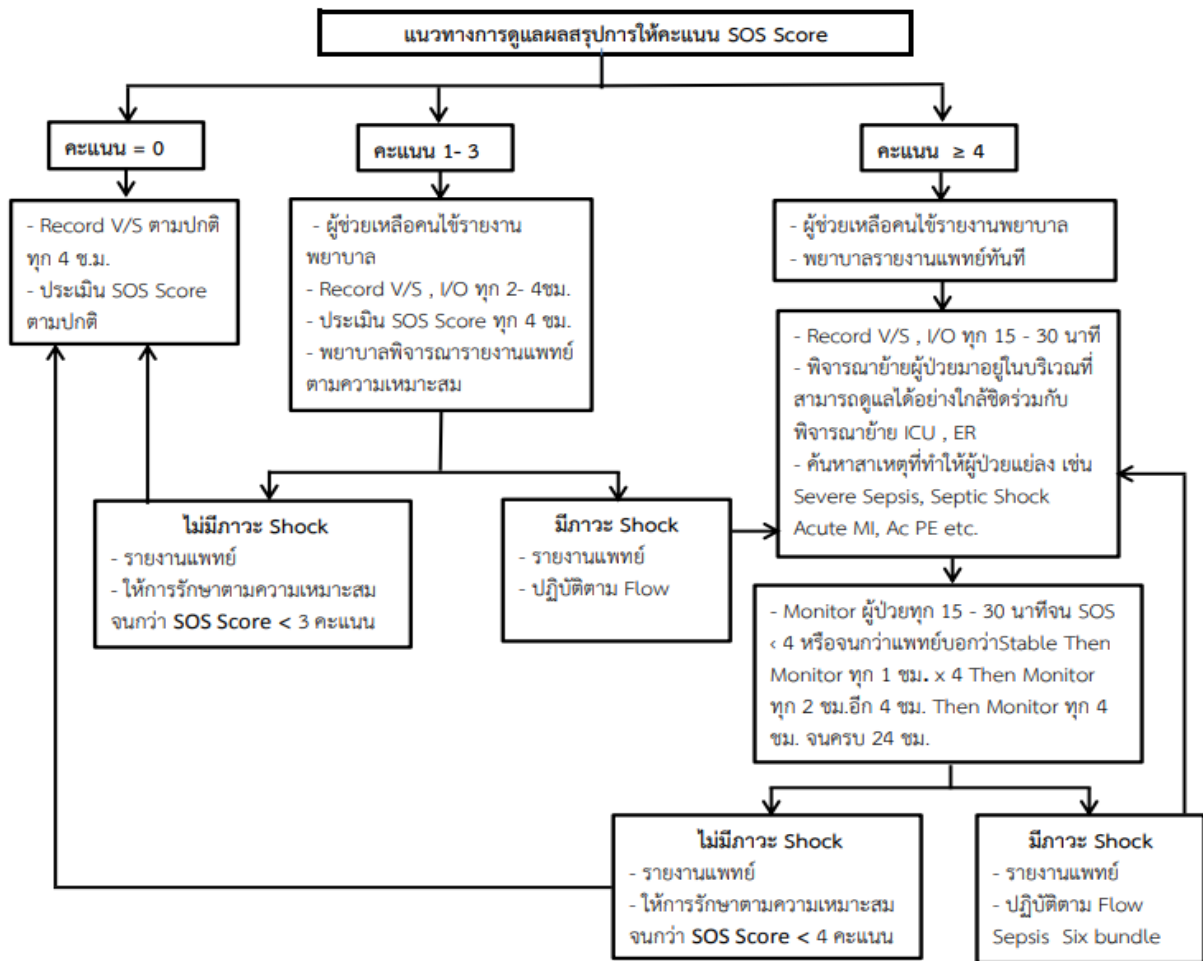 แนวทางการดูแลผลสรุปการให้คะแนน SOS Score
คะแนน = 0
คะแนน 1- 3
คะแนน ≥ 4
- Record V/S ตามปกติ
ทุก 4 ช.ม.
- ประเมิน SOS Score
ตามปกติ
- ผู้ช่วยเหลือคนไข้รายงาน
พยาบาล
- Record V/S , I/O ทุก 2- 4ชม.
- ประเมิน SOS Score ทุก 4 ชม.
- พยาบาลพิจารณารายงานแพทย์
ตามความเหมาะสม
- ผู้ช่วยเหลือคนไข้รายงานพยาบาล
- พยาบาลรายงานแพทย์ทันที
- Record V/S , I/O ทุก 15 - 30 นาที
- พิจารณาย้ายผู้ป่วยมาอยู่ในบริเวณที่
สามารถดูแลได้อย่างใกล้ชิดร่วมกับ
พิจารณาย้าย ICU , ER
- ค้นหาสาเหตุที่ทำให้ผู้ป่วยแย่ลง เช่น
Severe Sepsis, Septic Shock
Acute MI, Ac PE etc.
ไม่มีภาวะ Shock
- รายงานแพทย์
- ให้การรักษาตามความเหมาะสม
จนกว่า SOS Score < 3 คะแนน
มีภาวะ Shock
- รายงานแพทย์
- ปฏิบัติตาม Flow
- Monitor ผู้ป่วยทุก 15 - 30 นาทีจน SOS
< 4 หรือจนกว่าแพทย์บอกว่าStable Then
Monitor ทุก 1 ชม. x 4 Then Monitor
ทุก 2 ชม.อีก 4 ชม. Then Monitor ทุก 4
ชม. จนครบ 24 ชม.
ไม่มีภาวะ Shock
- รายงานแพทย์
- ให้การรักษาตามความเหมาะสม
จนกว่า SOS Score < 4 คะแนน
มีภาวะ Shock
- รายงานแพทย์
- ปฏิบัติตาม Flow
Sepsis Six bundle